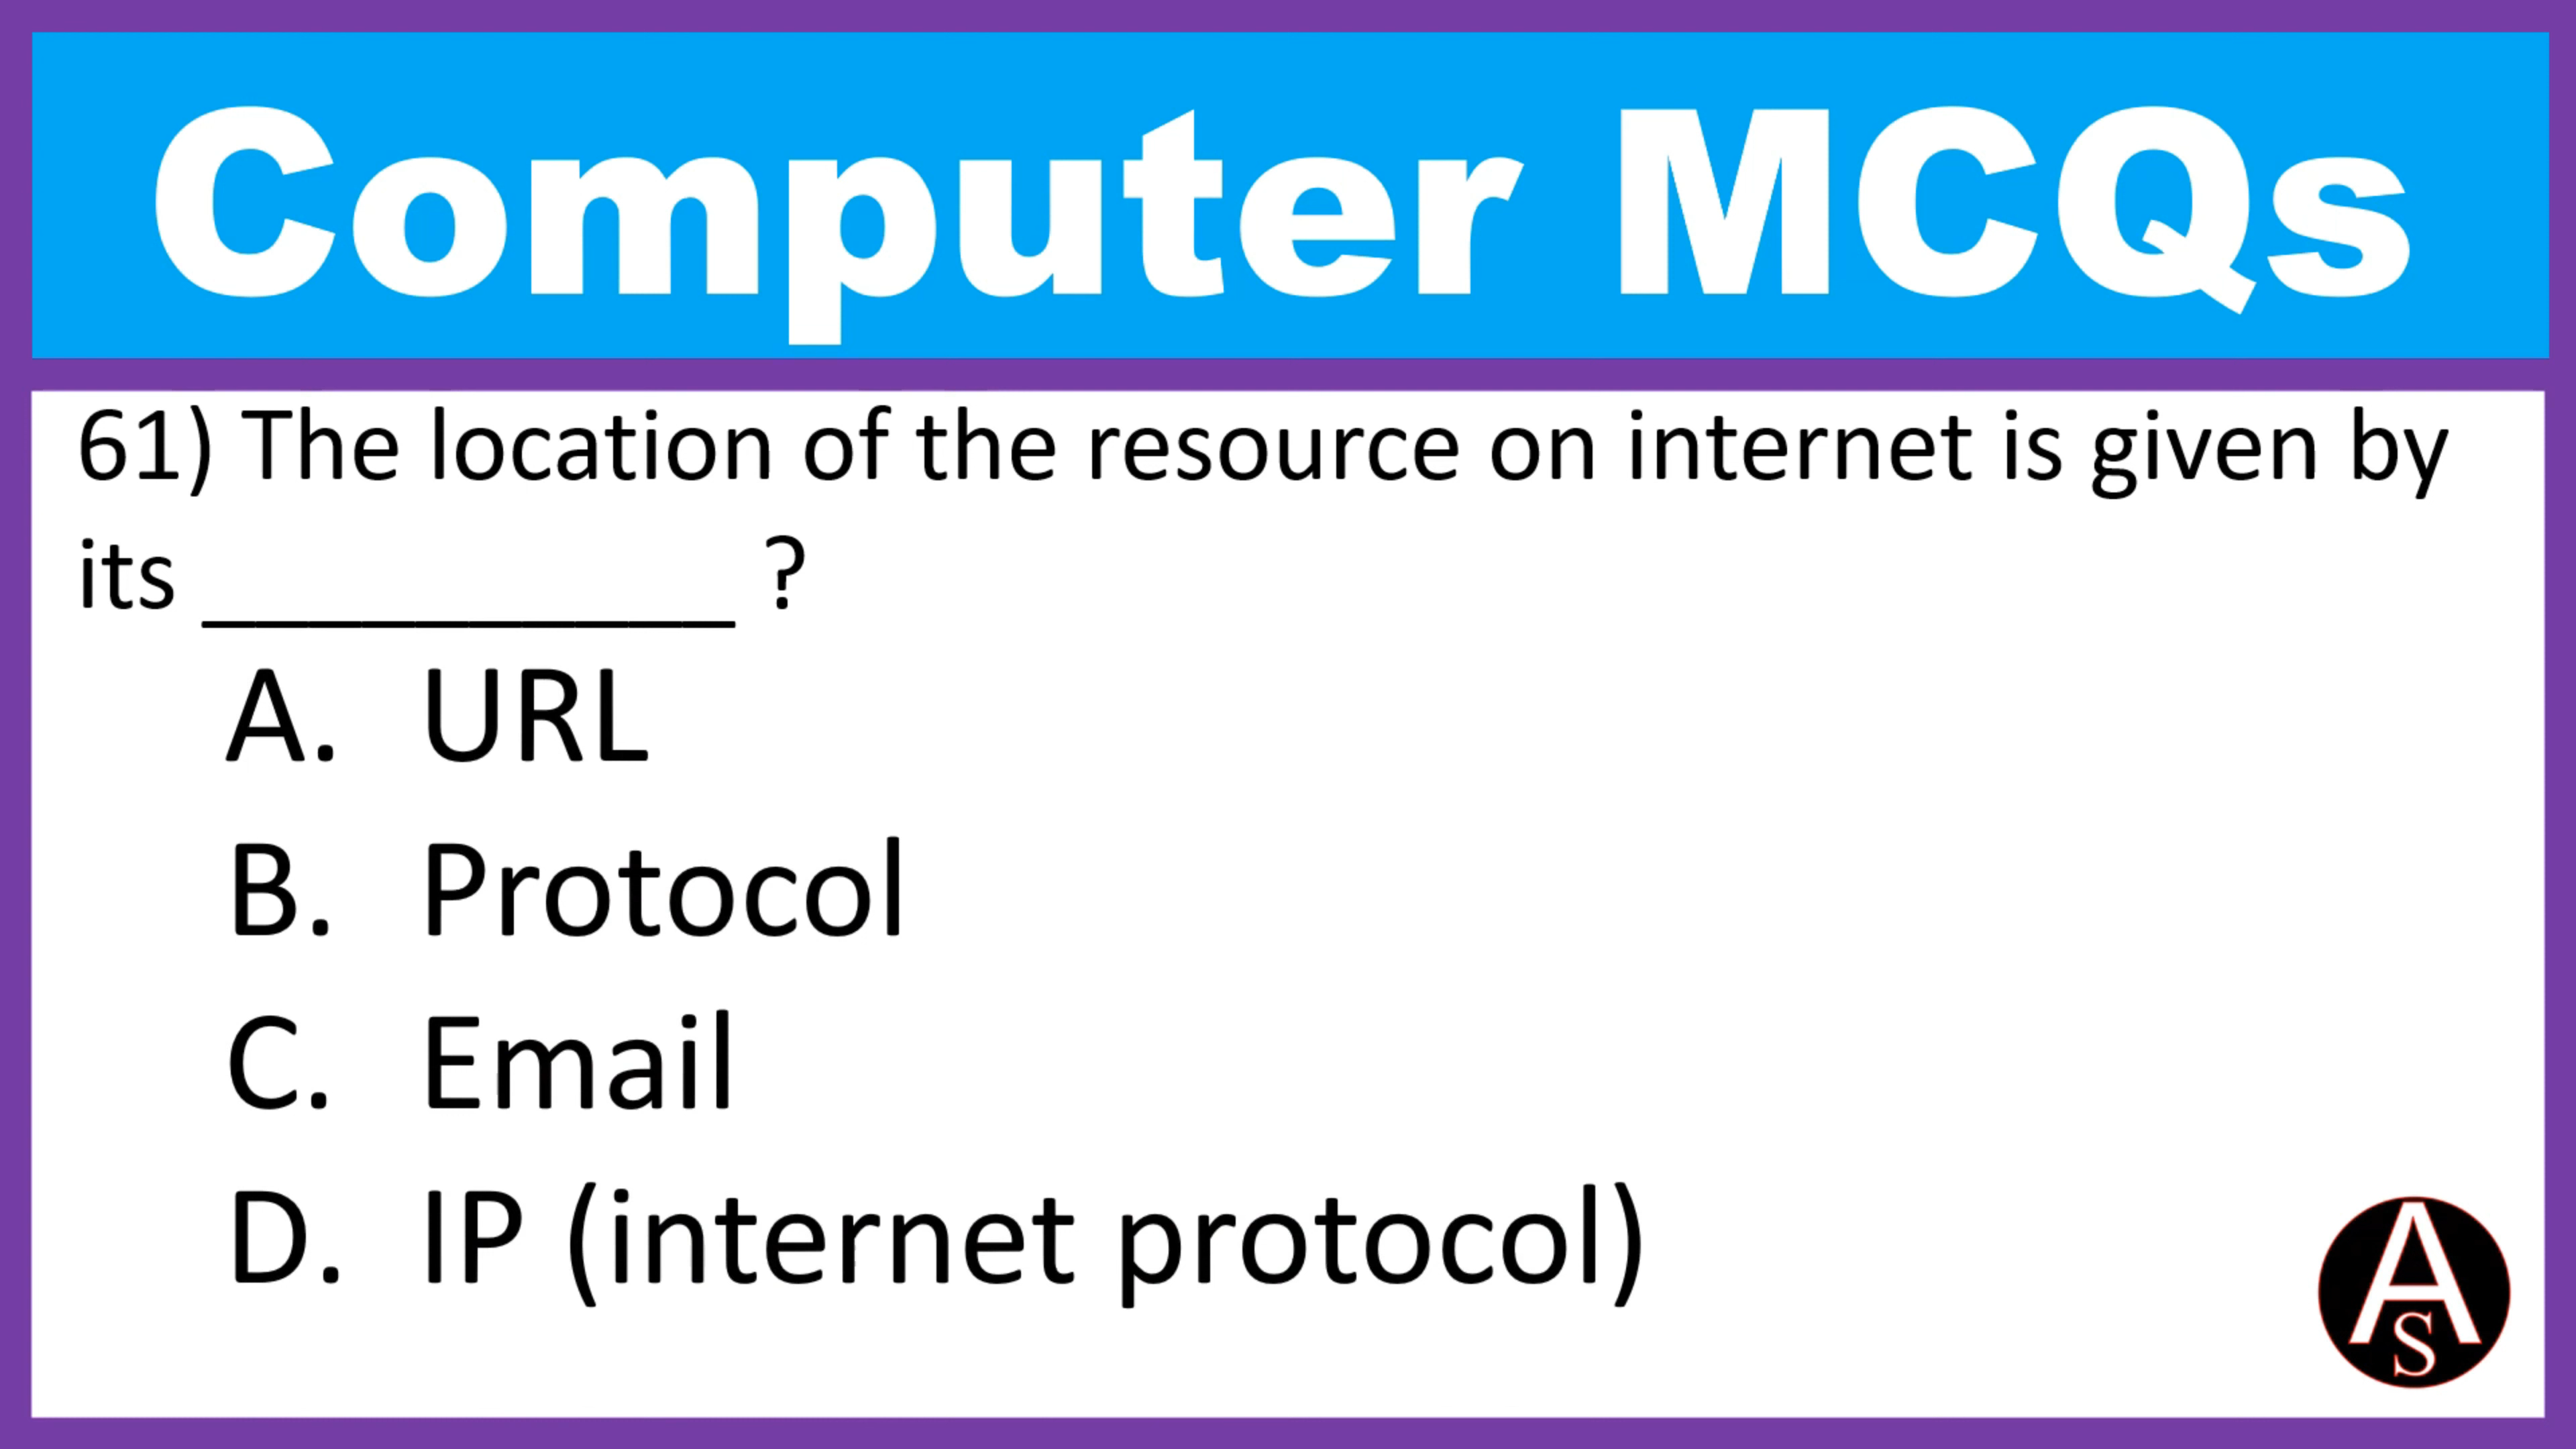 Computer MCQs
61) The location of the resource on internet is given by
its __________ ?
A. URL
B. Protocol
C. Email
D. IP (internet protocol)
AS